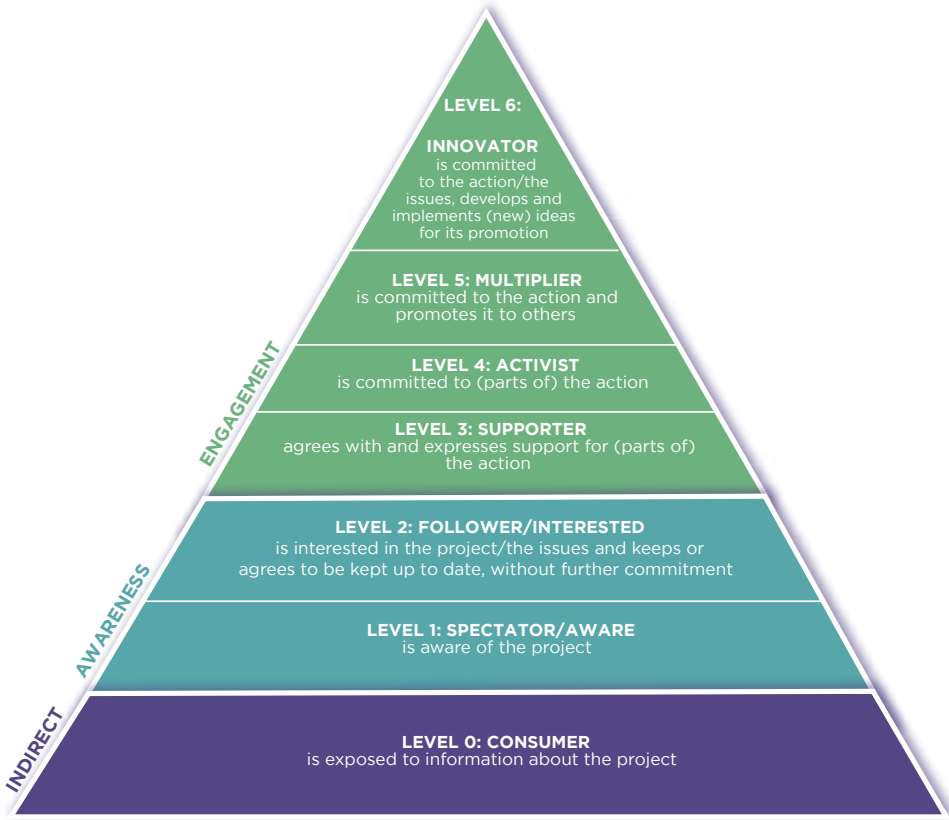 LEVEL 6:
INNOVATOR
is committed
to the action/the
issues, develops and
implements (new) ideas
for its promotion
LEVEL 5: MULTIPLIER
is committed to the action and
promotes it to others
LEVEL 4: ACTIVIST
is committed to (parts of) the action
LEVEL 3: SUPPORTER
agrees with and expresses support for (parts of)
the action
ENGAGEMENT
LEVEL 2: FOLLOWER/INTERESTED
is interested in the project/the issues and keeps or
agrees to be kept up to date, without further commitment
LEVEL 1: SPECTATOR/AWARE
is aware of the project
AWARENESS
LEVEL 0: CONSUMER
is exposed to information about the project
INDIRECT